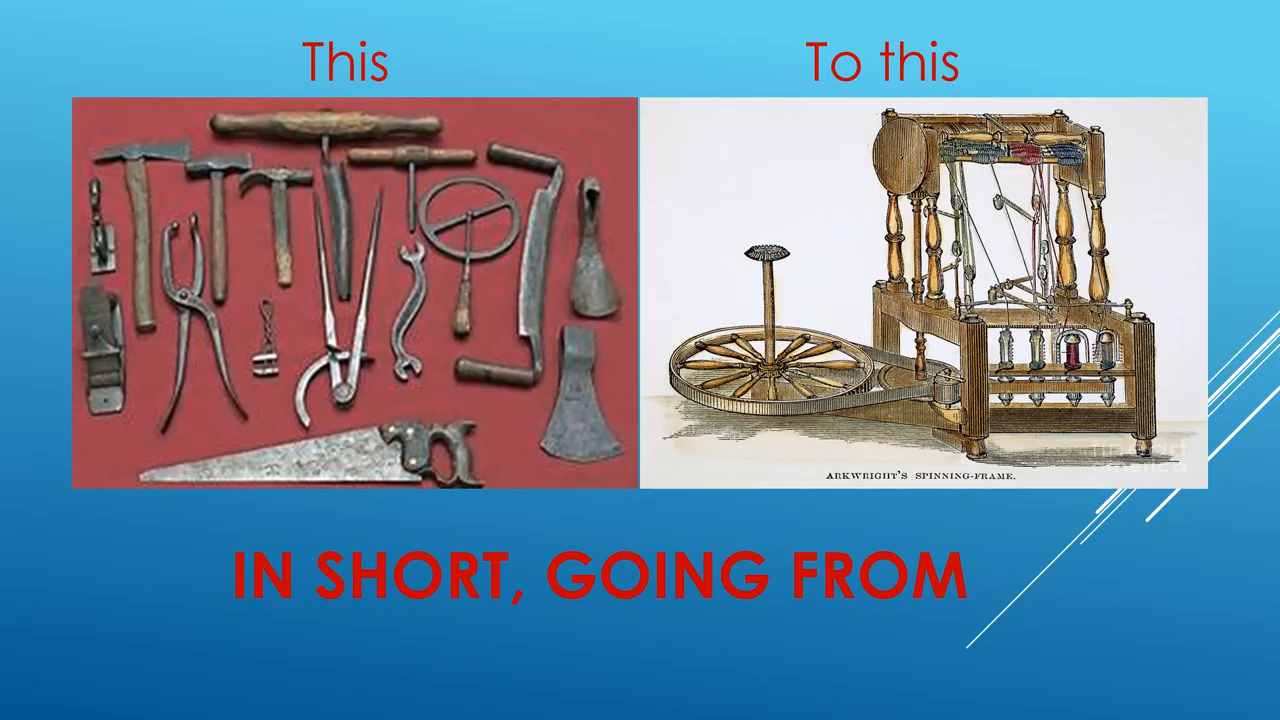 This
To this
ARKWRIGHT'S SPINNING-FRAME.
IN SHORT, GOING FROM